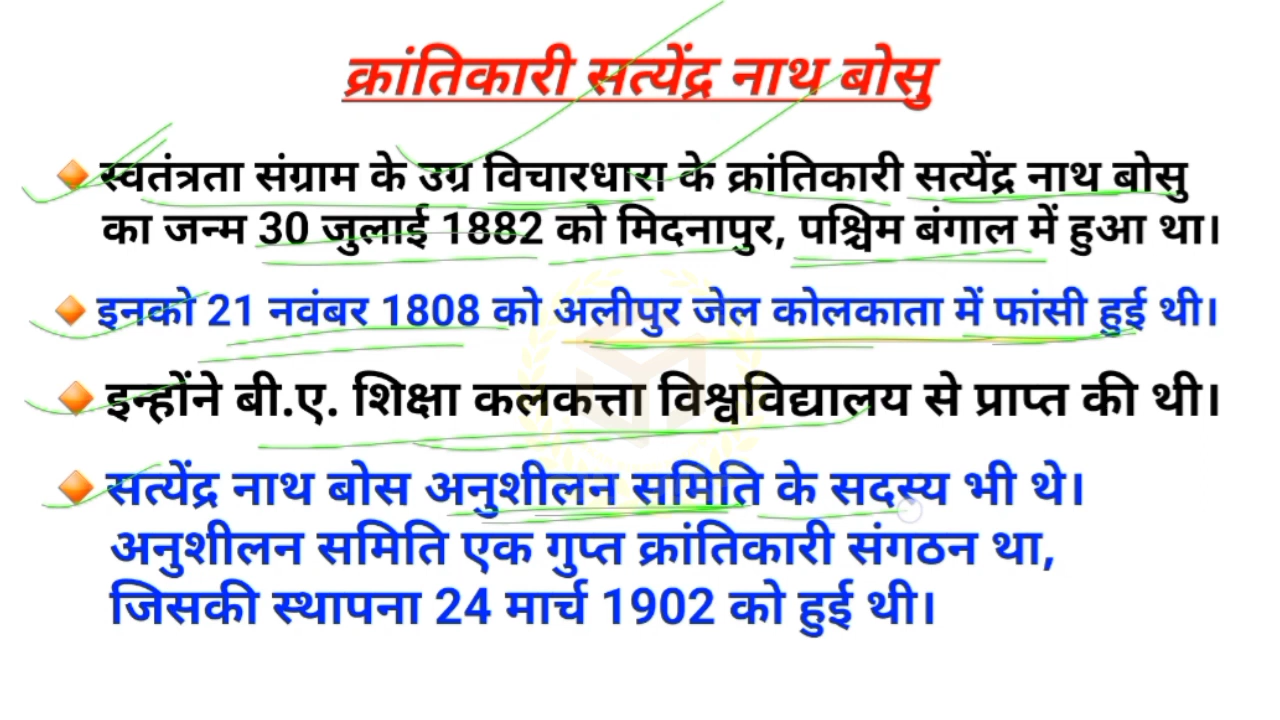 क्रांतिकारी सत्येंद्र नाथ बोसु
स्वतंत्रता संग्राम के उग्र विचारधारा के क्रांतिकारी सत्येंद्र नाथ बोसु
का जन्म 30 जुलाई 1882 को मिदनापुर, पश्चिम बंगाल में हुआ था।
इनको 21 नवंबर 1808 को अलीपुर जेल कोलकाता में फांसी हुई थी।
इन्होंने बी.ए. शिक्षा कलकत्ता विश्वविद्यालय से प्राप्त की थी।
सत्येंद्र नाथ बोस अनुशीलन समिति के सदस्य भी थे।
अनुशीलन समिति एक गुप्त क्रांतिकारी संगठन था,
जिसकी स्थापना 24 मार्च 1902 को हुई थी।